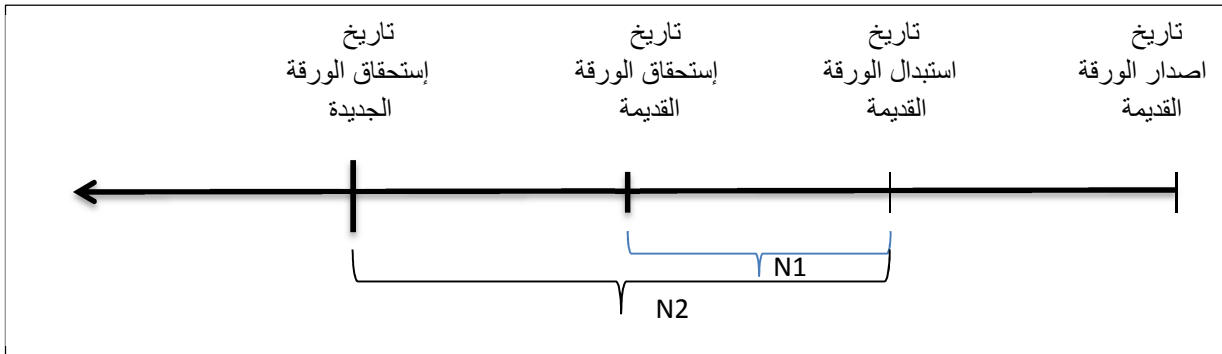 تاريخ
اصدار الورقة
القديمة
تاريخ
استبدال الورقة
القديمة
تاريخ
إستحقاق الورقة
القديمة
تاريخ
إستحقاق الورقة
الجديدة
N1
N2